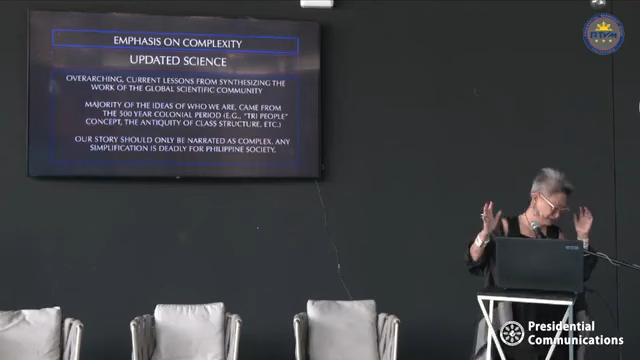 EMPHASIS ON COMPLEXITY
UPDATED SCIENCE
OVERARCHING, CURRENT LESSONS FROM SYNTHESIZING THE
WORK OF THE GLOBAL SCIENTIFIC COMMUNITY
MAJORITY OF THE IDEAS OF WHO WE ARE, CAME FROM
THE 500 YEAR COLONIAL PERIOD (E.G., "TRI PEOPLE"
CONCEPT, THE ANTIQUITY OF CLASS STRUCTURE, ETC.)
OUR STORY SHOULD ONLY BE NARRATED AS COMPLEX. ANY
SIMPLIFICATION IS DEADLY FOR PHILIPPINE SOCIETY.
RTVM
Presidential
Communications